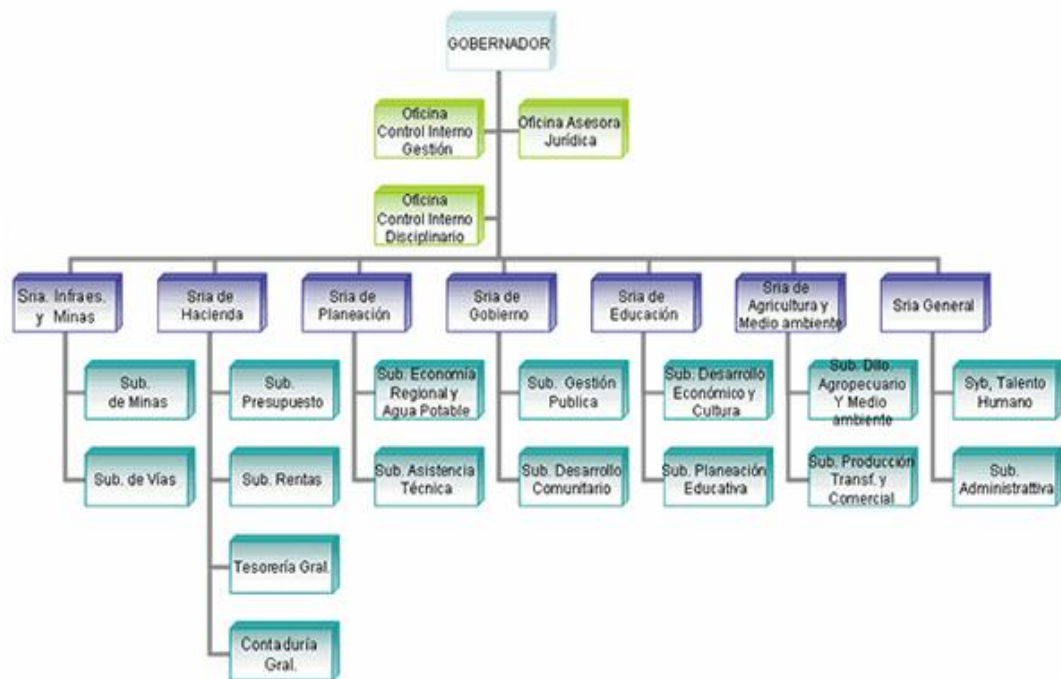 GOBERNADOR
Oficina
Control Interno
Gestión
Oficina Asesora
Jurídica
Oficina
Control Interno
Disciplinario
Sria. Infraes.
y Minas
Sria de
Hacienda
Sria de
Planeación
Sria de
Gobierno
Sria de
Educación
Sria de
Agricultura y
Medio ambiente
Sria General
Sub.
de Minas
Sub.
Presupuesto
Sub. Economía
Regional y
Agua Potable
Sub. Gestión
Publica
Sub. Desarrollo
Económico y
Cultura
Sub. Dllo.
Agropecuario
Y Medio
ambiente
Syb, Talento
Humano
Sub. de Vías
Sub. Rentas
Sub. Asistencia
Técnica
Sub. Desarrollo
Comunitario
Sub. Planeación
Educativa
Sub. Producción
Transf. y
Comercial
Sub.
Administrattiva
Tesorería Gral.
Contaduría
Gral.